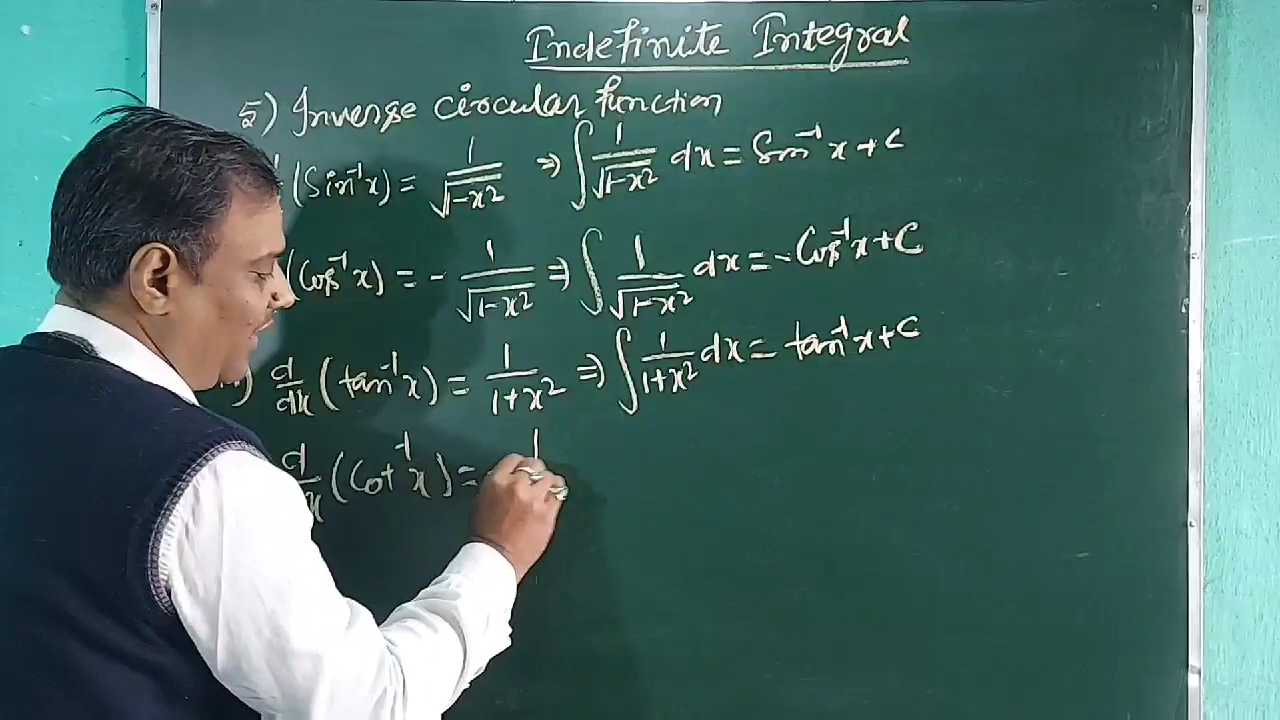 Indefinite Integral
5) Inverse circular function
(Sin⁻¹x) = 1/√1-x² ⇒ ∫ 1/√1-x² dx = Sin⁻¹x + C
(Cos⁻¹x) = - 1/√1-x² ⇒ ∫ 1/√1-x² dx = -Cos⁻¹x + C
) d/dx (tan⁻¹x) = 1/1+x² ⇒ ∫ 1/1+x² dx = tan⁻¹x + C
d/dx (Cot⁻¹x) = - 1